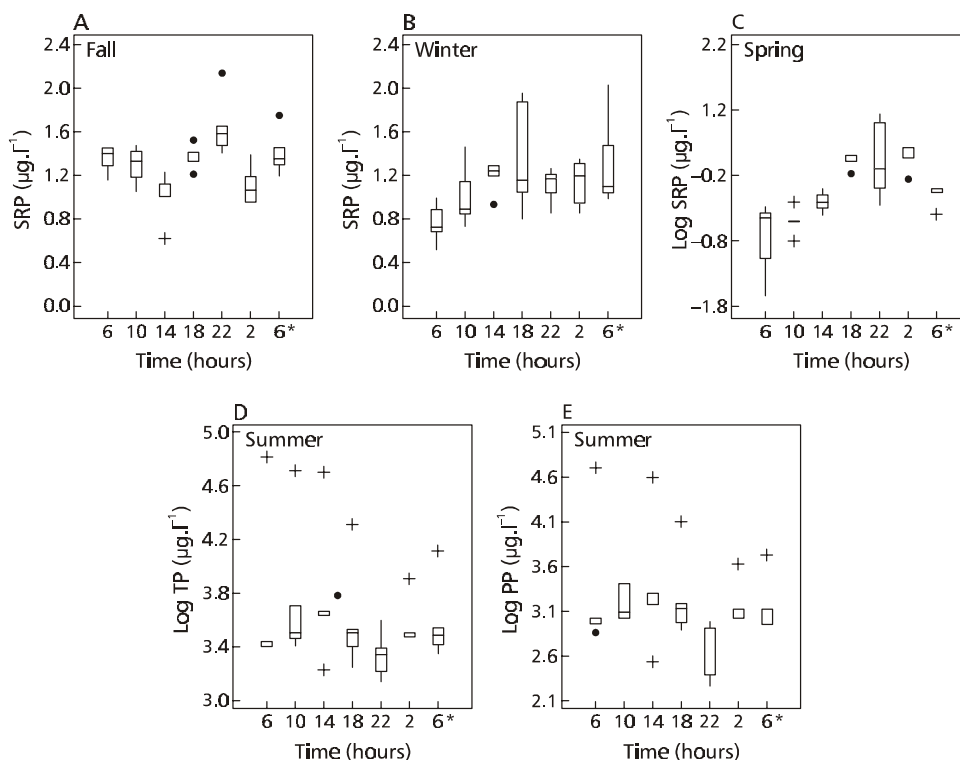 A
Fall
SRP (µg.l⁻¹)
2.4
2.0
1.6
1.2
0.8
0.4
0.0
6 10 14 18 22 2 6*
Time (hours)
B
Winter
SRP (µg.l⁻¹)
2.4
2.0
1.6
1.2
0.8
0.4
0.0
6 10 14 18 22 2 6*
Time (hours)
C
Spring
Log SRP (µg.l⁻¹)
2.2
1.2
−0.2
−0.8
−1.8
6 10 14 18 22 2 6*
Time (hours)
D
Summer
Log TP (µg.l⁻¹)
5.0
4.6
4.2
3.8
3.4
3.0
6 10 14 18 22 2 6*
Time (hours)
E
Summer
Log PP (µg.l⁻¹)
5.1
4.6
4.1
3.6
3.1
2.6
2.1
6 10 14 18 22 2 6*
Time (hours)